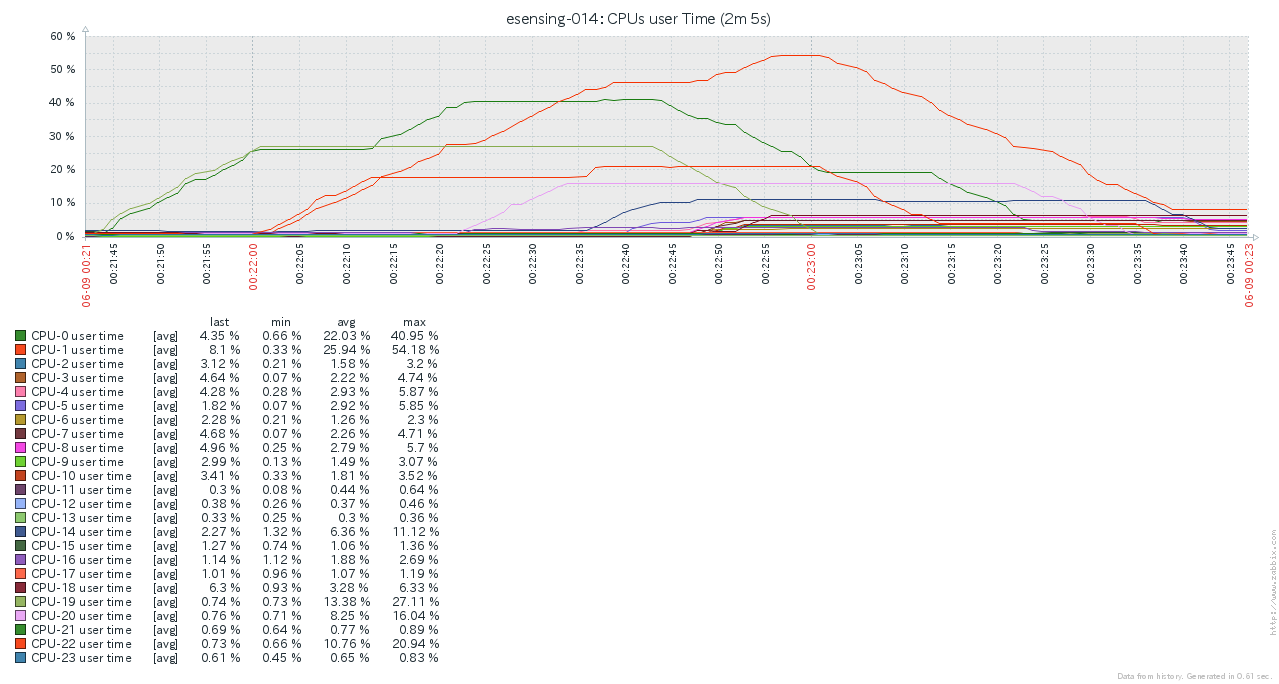 esensing-014: CPUs user Time (2m 5s)
60 %
50 %
40 %
30 %
20 %
10 %
0 %
06-09 00:21 00:21:45 00:21:50 00:21:55 00:22:00 00:22:05 00:22:10 00:22:15 00:22:20 00:22:25 00:22:30 00:22:35 00:22:40 00:22:45 00:22:50 00:22:55 00:23:00 00:23:05 00:23:10 00:23:15 00:23:20 00:23:25 00:23:30 00:23:35 00:23:40 00:23:45 06-09 00:23
last min avg max
CPU-0 user time [avg] 4.35 % 0.66 % 22.03 % 40.95 %
CPU-1 user time [avg] 8.1 % 0.33 % 25.94 % 54.18 %
CPU-2 user time [avg] 3.12 % 0.21 % 1.58 % 3.2 %
CPU-3 user time [avg] 4.64 % 0.07 % 2.22 % 4.74 %
CPU-4 user time [avg] 4.28 % 0.28 % 2.93 % 5.87 %
CPU-5 user time [avg] 1.82 % 0.07 % 2.92 % 5.85 %
CPU-6 user time [avg] 2.28 % 0.21 % 1.26 % 2.3 %
CPU-7 user time [avg] 4.68 % 0.07 % 2.26 % 4.71 %
CPU-8 user time [avg] 4.96 % 0.25 % 2.79 % 5.7 %
CPU-9 user time [avg] 2.99 % 0.13 % 1.49 % 3.07 %
CPU-10 user time [avg] 3.41 % 0.33 % 1.81 % 3.52 %
CPU-11 user time [avg] 0.3 % 0.08 % 0.44 % 0.64 %
CPU-12 user time [avg] 0.38 % 0.26 % 0.37 % 0.46 %
CPU-13 user time [avg] 0.33 % 0.25 % 0.3 % 0.36 %
CPU-14 user time [avg] 2.27 % 1.32 % 6.36 % 11.12 %
CPU-15 user time [avg] 1.27 % 0.74 % 1.06 % 1.36 %
CPU-16 user time [avg] 1.14 % 1.12 % 1.88 % 2.69 %
CPU-17 user time [avg] 1.01 % 0.96 % 1.07 % 1.19 %
CPU-18 user time [avg] 6.3 % 0.93 % 3.28 % 6.33 %
CPU-19 user time [avg] 0.74 % 0.73 % 13.38 % 27.11 %
CPU-20 user time [avg] 0.76 % 0.71 % 8.25 % 16.04 %
CPU-21 user time [avg] 0.69 % 0.64 % 0.77 % 0.89 %
CPU-22 user time [avg] 0.73 % 0.66 % 10.76 % 20.94 %
CPU-23 user time [avg] 0.61 % 0.45 % 0.65 % 0.83 %
http://www.zabbix.com
Data from history. Generated in 0.61 sec.